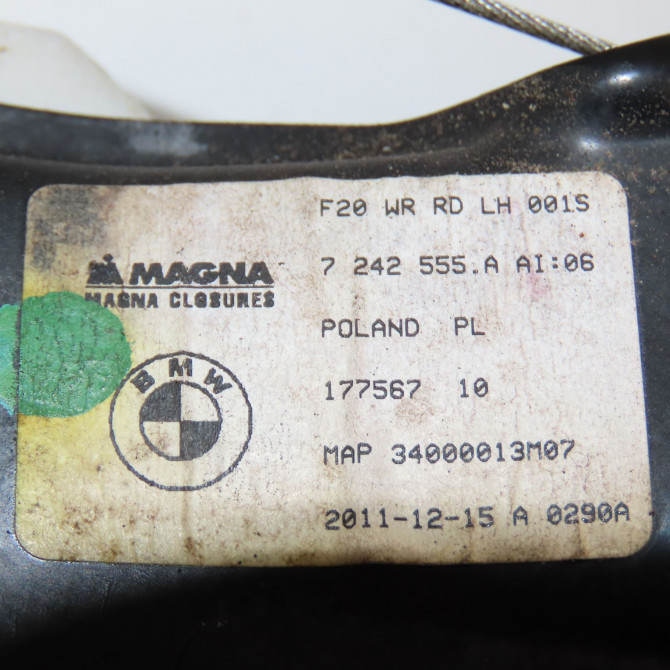 F20 WR RD LH 001S
MAGNA
MAGNA CLOSURES
7 242 555.A AI:06
POLAND PL
BMW
177567 10
MAP 34000013M07
2011-12-15 A 0290A